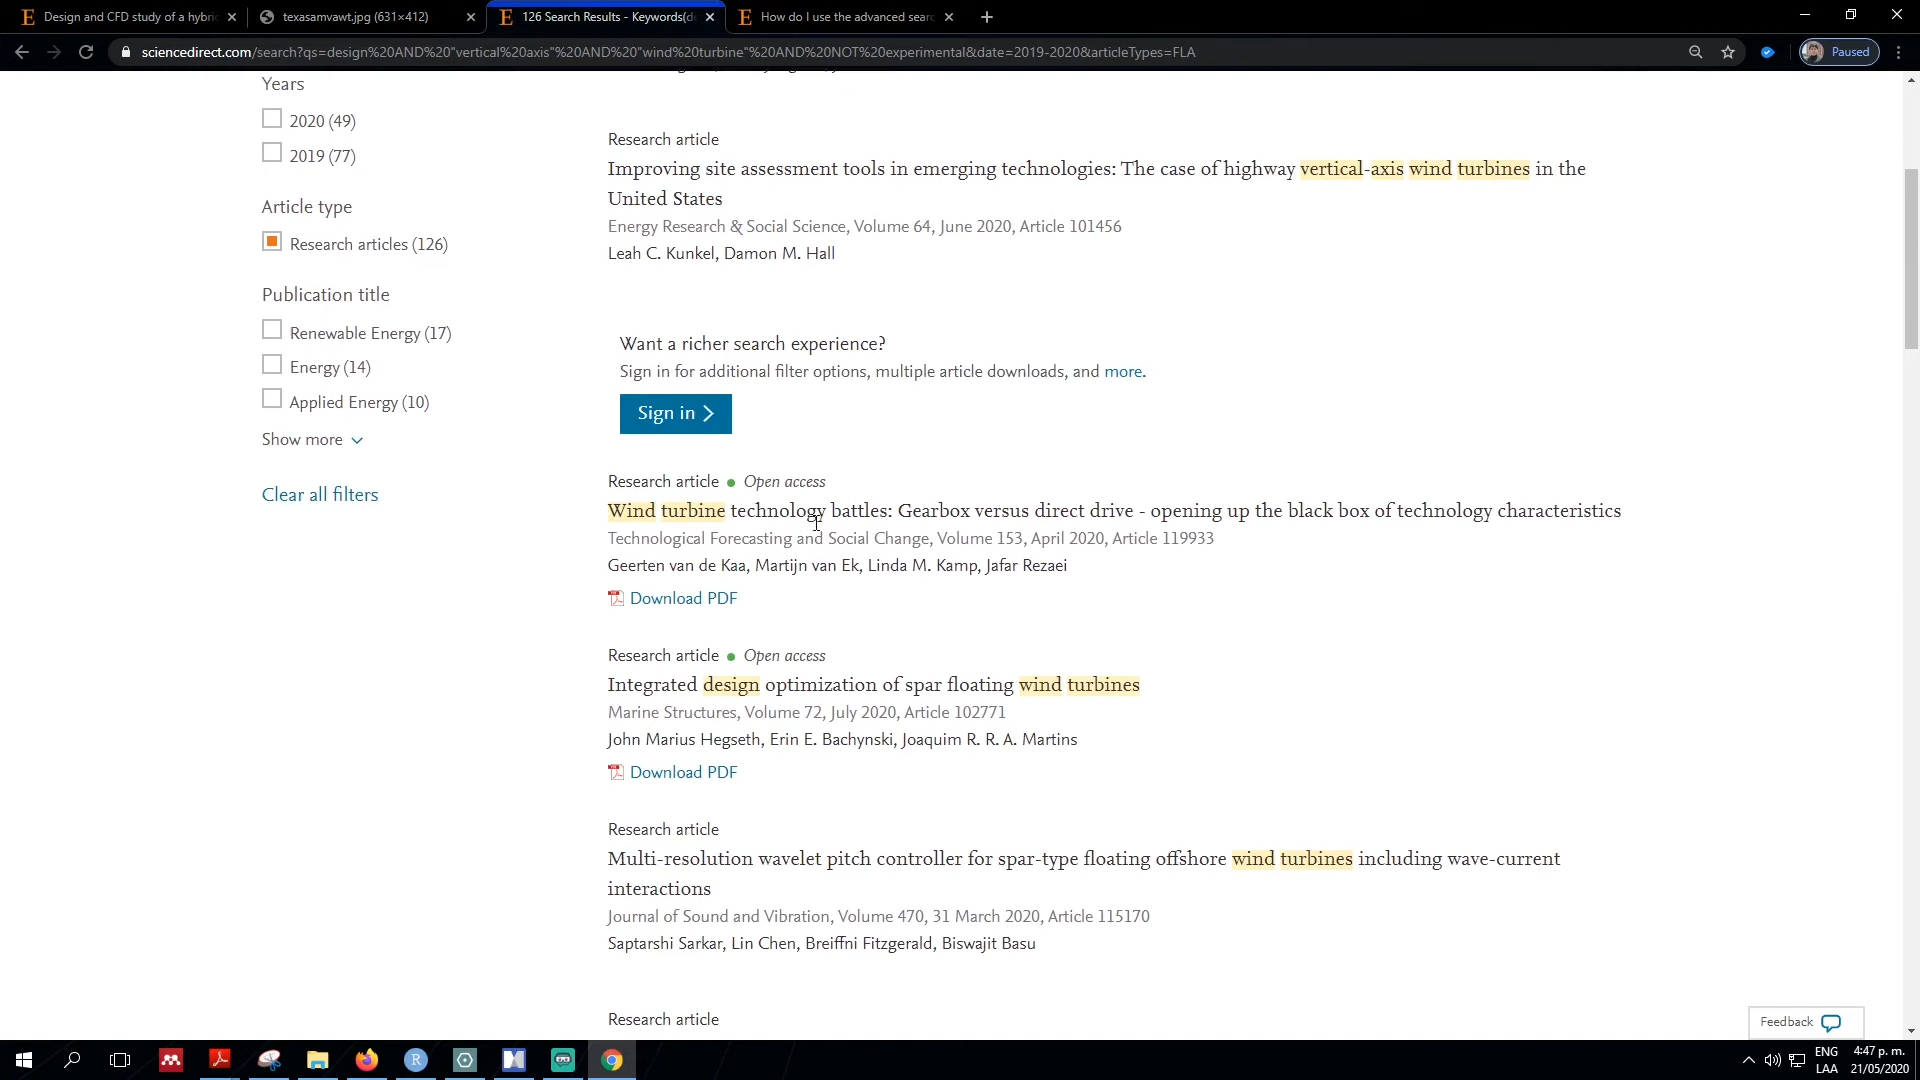 Design and CFD study of a hybri
texasamvawt.jpg (631×412)
126 Search Results - Keywords(d
How do I use the advanced sear
sciencedirect.com/search?qs=design%20AND%20"vertical%20axis"%20AND%20"wind%20turbine"%20AND%20NOT%20experimental&date=2019-2020&articleTypes=FLA
Paused
Years
2020 (49)
2019 (77)
Article type
Research articles (126)
Publication title
Renewable Energy (17)
Energy (14)
Applied Energy (10)
Show more
Clear all filters
Research article
Improving site assessment tools in emerging technologies: The case of highway vertical-axis wind turbines in the
United States
Energy Research & Social Science, Volume 64, June 2020, Article 101456
Leah C. Kunkel, Damon M. Hall
Want a richer search experience?
Sign in for additional filter options, multiple article downloads, and more.
Sign in
Research article Open access
Wind turbine technology battles: Gearbox versus direct drive - opening up the black box of technology characteristics
Technological Forecasting and Social Change, Volume 153, April 2020, Article 119933
Geerten van de Kaa, Martijn van Ek, Linda M. Kamp, Jafar Rezaei
Download PDF
Research article Open access
Integrated design optimization of spar floating wind turbines
Marine Structures, Volume 72, July 2020, Article 102771
John Marius Hegseth, Erin E. Bachynski, Joaquim R. R. A. Martins
Download PDF
Research article
Multi-resolution wavelet pitch controller for spar-type floating offshore wind turbines including wave-current
interactions
Journal of Sound and Vibration, Volume 470, 31 March 2020, Article 115170
Saptarshi Sarkar, Lin Chen, Breiffni Fitzgerald, Biswajit Basu
Research article
Feedback
ENG
LAA
4:47 p. m.
21/05/2020